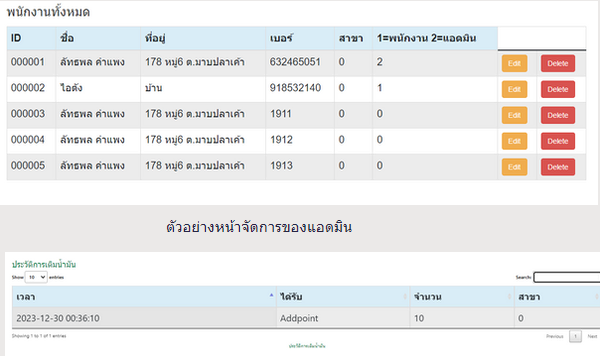 พนักงานทั้งหมด
ID ชื่อ ที่อยู่ เบอร์ สาขา 1=พนักงาน 2=แอดมิน
000001 ลัทธพล คำแพง 178 หมู่6 ต.มาบปลาเค้า 632465051 0 2 Edit Delete
000002 ไอตัง บ้าน 918532140 0 1 Edit Delete
000003 ลัทธพล คำแพง 178 หมู่6 ต.มาบปลาเค้า 1911 0 0 Edit Delete
000004 ลัทธพล คำแพง 178 หมู่6 ต.มาบปลาเค้า 1912 0 0 Edit Delete
000005 ลัทธพล คำแพง 178 หมู่6 ต.มาบปลาเค้า 1913 0 0 Edit Delete
ตัวอย่างหน้าจัดการของแอดมิน
ประวัติการเติมน้ำมัน
Show 10 entries Search:
เวลา ได้รับ จำนวน สาขา
2023-12-30 00:36:10 Addpoint 10 0
Showing 1 to 1 of 1 entries Previous 1 Next
ประวัติการเติมน้ำมัน